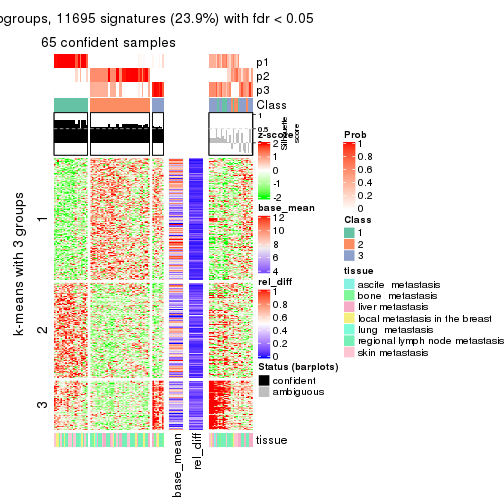 ogroups, 11695 signatures (23.9%) with fdr < 0.05
65 confident samples
p1
p2
p3
Class
1
0.5
0
Silhouette
score
k-means with 3 groups
1
2
3
tissue
base_mean
rel_diff
z-score
2
1
0
-1
-2
base_mean
12
10
8
6
4
rel_diff
1
0.8
0.6
0.4
0.2
0
Status (barplots)
confident
ambiguous
Prob
1
0.8
0.6
0.4
0.2
0
Class
1
2
3
tissue
ascite metastasis
bone metastasis
liver metastasis
local metastasis in the breast
lung metastasis
regional lymph node metastasis
skin metastasis